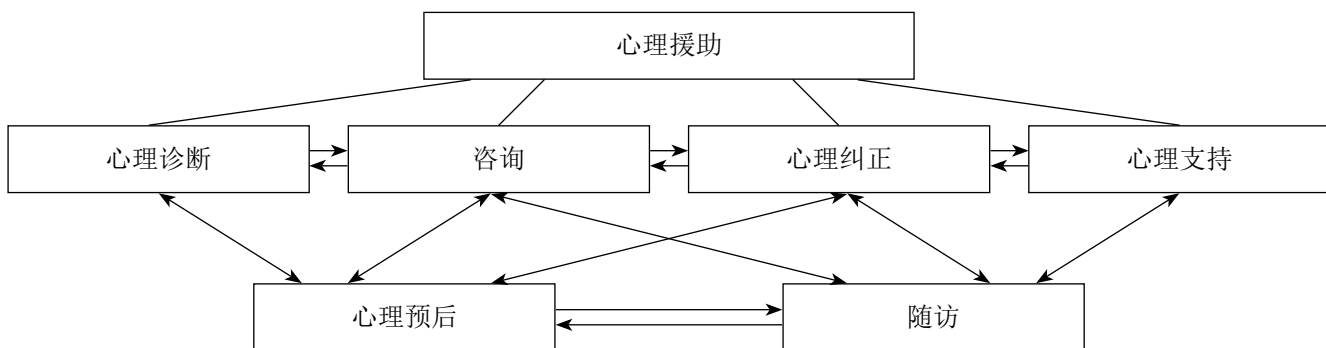 心理援助
心理诊断
咨询
心理纠正
心理支持
心理预后
随访